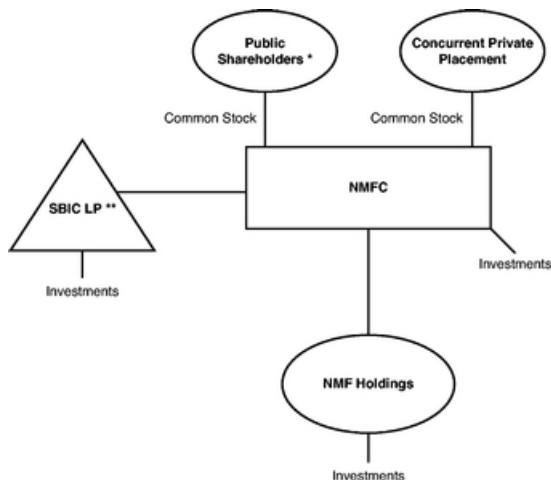 Public
Shareholders *
Concurrent Private
Placement
Common Stock
Common Stock
SBIC LP **
NMFC
Investments
Investments
NMF Holdings
Investments